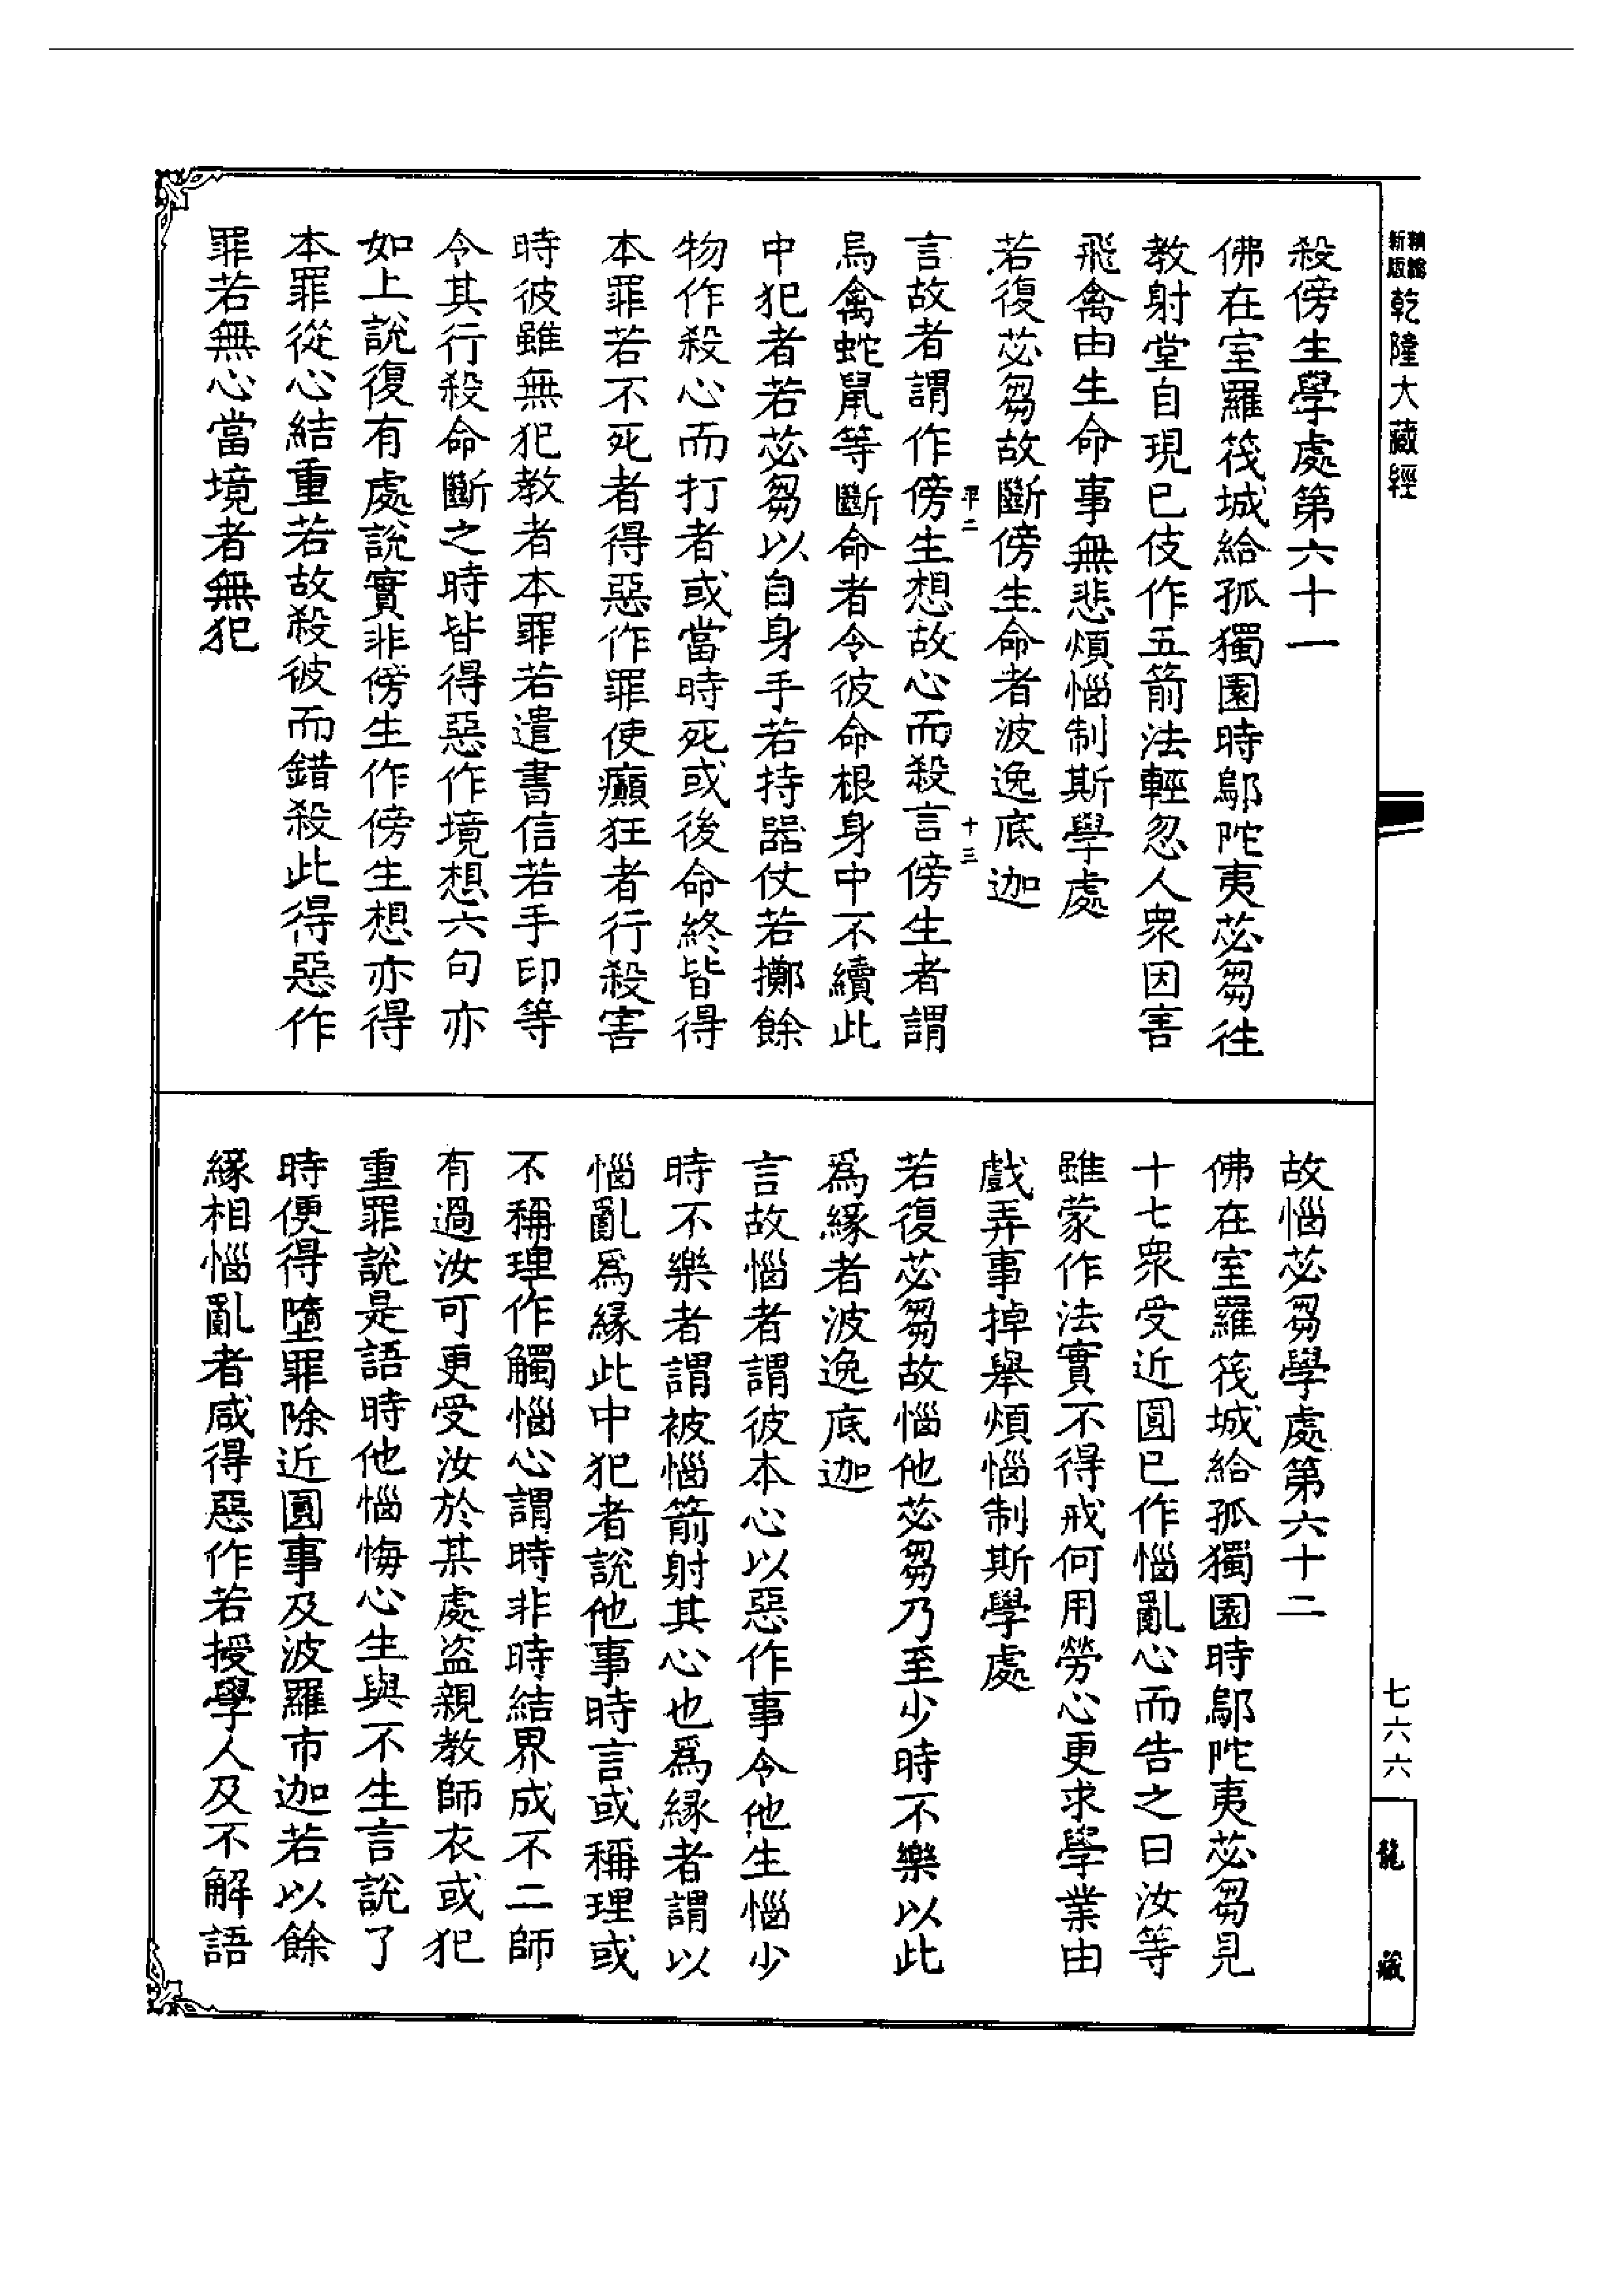 新編
縮版
乾隆大藏經
殺傍生學處第六十一
佛在室羅筏城給孤獨園時鄔陀夷苾芻往
教射堂自現已伎作五箭法輕忽人衆因害
飛禽由生命事無悲煩惱制斯學處
若復苾芻故斷傍生命者波逸底迦
十三
言故者謂作傍生想故心而殺言傍生者謂
烏禽蛇鼠等斷命者令彼命根身中不續此
中犯者若苾芻以自身手若持器仗若擲餘
物作殺心而打者或當時死或後命終皆得
本罪若不死者得惡作罪使癲狂者行殺害
時彼雖無犯教者本罪若遣書信若手印等
令其行殺命斷之時皆得惡作境想六句亦
如上說復有處說實非傍生作傍生想亦得
本罪從心結重若故殺彼而錯殺此得惡作
罪若無心當境者無犯
故惱苾芻學處第六十二
佛在室羅筏城給孤獨園時鄔陀夷苾芻見
十七衆受近圓已作惱亂心而告之曰汝等
雖蒙作法實不得戒何用勞心更求學業由
戲弄事掉舉煩惱制斯學處
若復苾芻故惱他苾芻乃至少時不樂以此
爲緣者波逸底迦
言故惱者謂彼本心以惡作事令他生惱少
時不樂者謂被惱箭射其心也爲緣者謂以
惱亂爲緣此中犯者說他事時言或稱理或
不稱理作觸惱心謂時非時結界成不二師
有過汝可更受汝於某處盜親教師衣或犯
重罪說是語時他惱悔心生與不生言說了
時便得墮罪除近圓事及波羅市迦若以餘
緣相惱亂者咸得惡作若授學人及不解語
七六六
龍藏